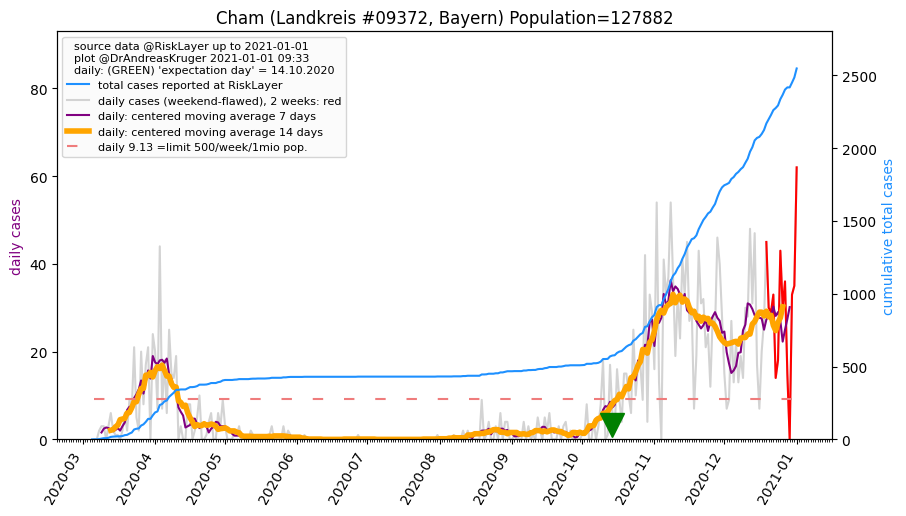 Cham (Landkreis #09372, Bayern) Population=127882
source data @RiskLayer up to 2021-01-01
plot @DrAndreasKruger 2021-01-01 09:33
daily: (GREEN) 'expectation day' = 14.10.2020
total cases reported at RiskLayer
daily cases (weekend-flawed), 2 weeks: red
daily: centered moving average 7 days
daily: centered moving average 14 days
daily 9.13 =limit 500/week/1mio pop.
daily cases
80
60
40
20
0
cumulative total cases
2500
2000
1500
1000
500
0
2020-03
2020-04
2020-05
2020-06
2020-07
2020-08
2020-09
2020-10
2020-11
2020-12
2021-01